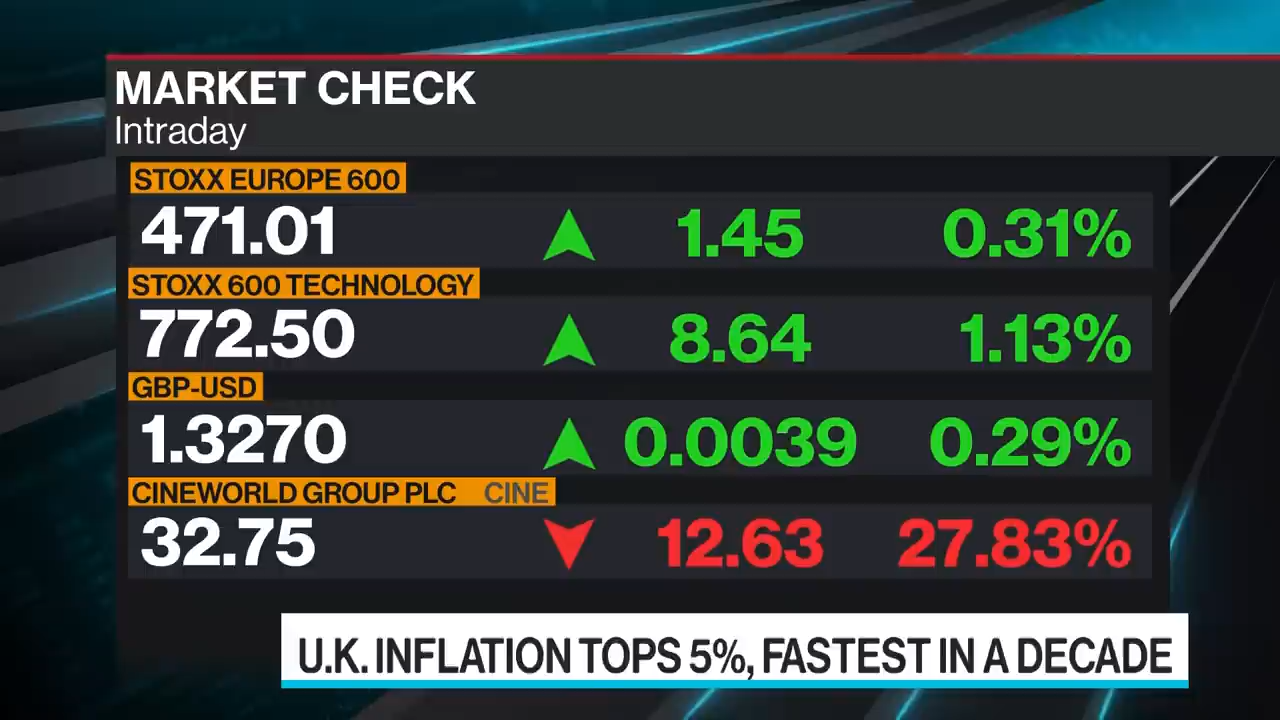 MARKET CHECK
Intraday
STOXX EUROPE 600
471.01 1.45 0.31%
STOXX 600 TECHNOLOGY
772.50 8.64 1.13%
GBP-USD
1.3270 0.0039 0.29%
CINEWORLD GROUP PLC CINE
32.75 12.63 27.83%
U.K. INFLATION TOPS 5%, FASTEST IN A DECADE